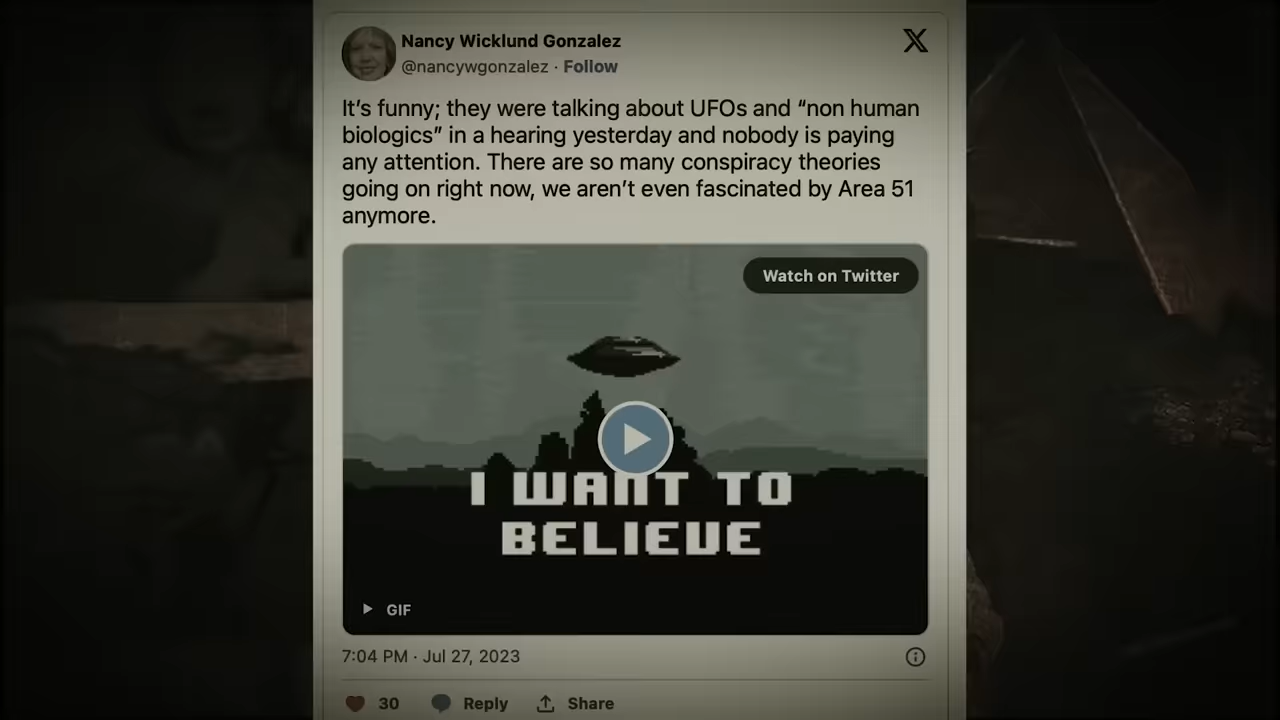 Nancy Wicklund Gonzalez
@nancywgonzalez · Follow
It’s funny; they were talking about UFOs and “non human
biologics” in a hearing yesterday and nobody is paying
any attention. There are so many conspiracy theories
going on right now, we aren’t even fascinated by Area 51
anymore.
Watch on Twitter
I WANT TO
BELIEVE
GIF
7:04 PM · Jul 27, 2023
30 Reply Share